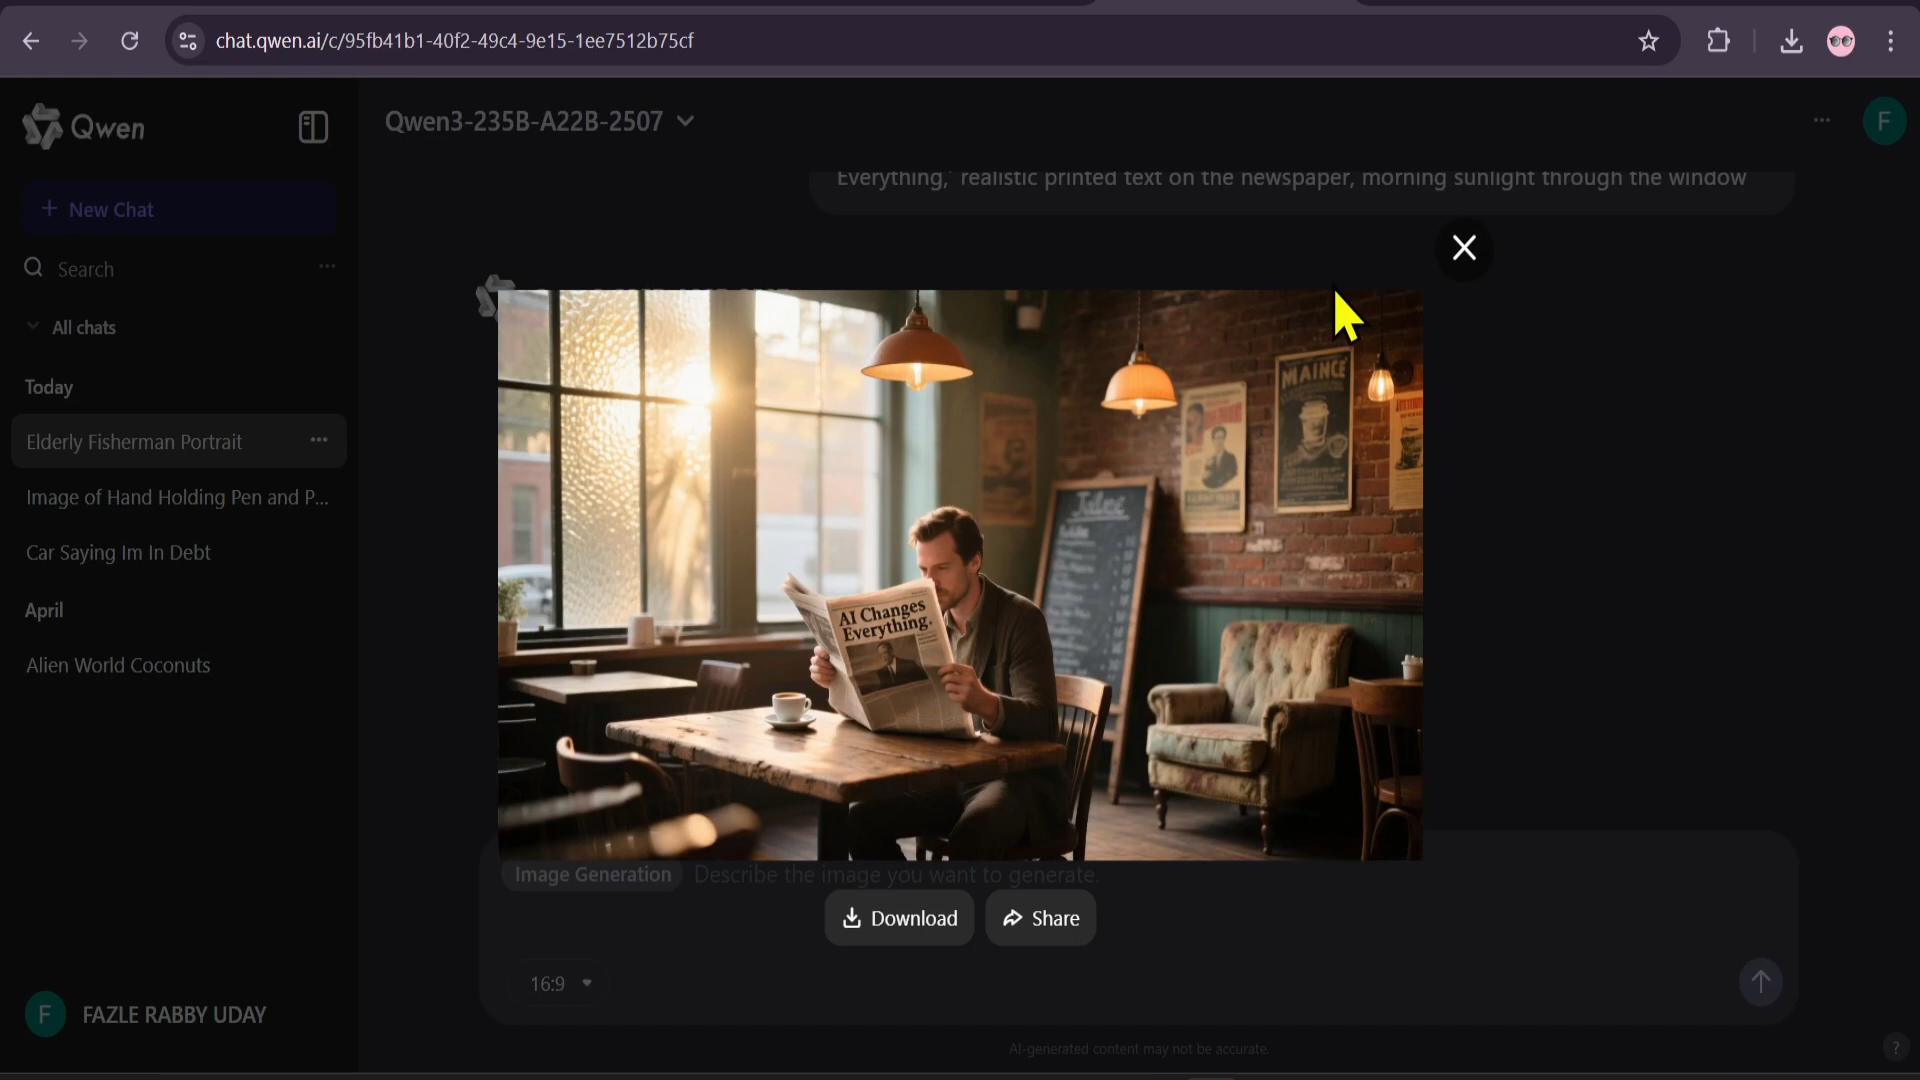 chat.qwen.ai/c/95fb41b1-40f2-49c4-9e15-1ee7512b75cf
Qwen
Qwen3-235B-A22B-2507
F
Everything,' realistic printed text on the newspaper, morning sunlight through the window
+ New Chat
Search
All chats
Today
Elderly Fisherman Portrait
Image of Hand Holding Pen and P...
Car Saying Im In Debt
April
Alien World Coconuts
MAINCE
AI Changes
Everything.
Image Generation Describe the image you want to generate.
Download Share
16:9
F FAZLE RABBY UDAY
AI-generated content may not be accurate.
?